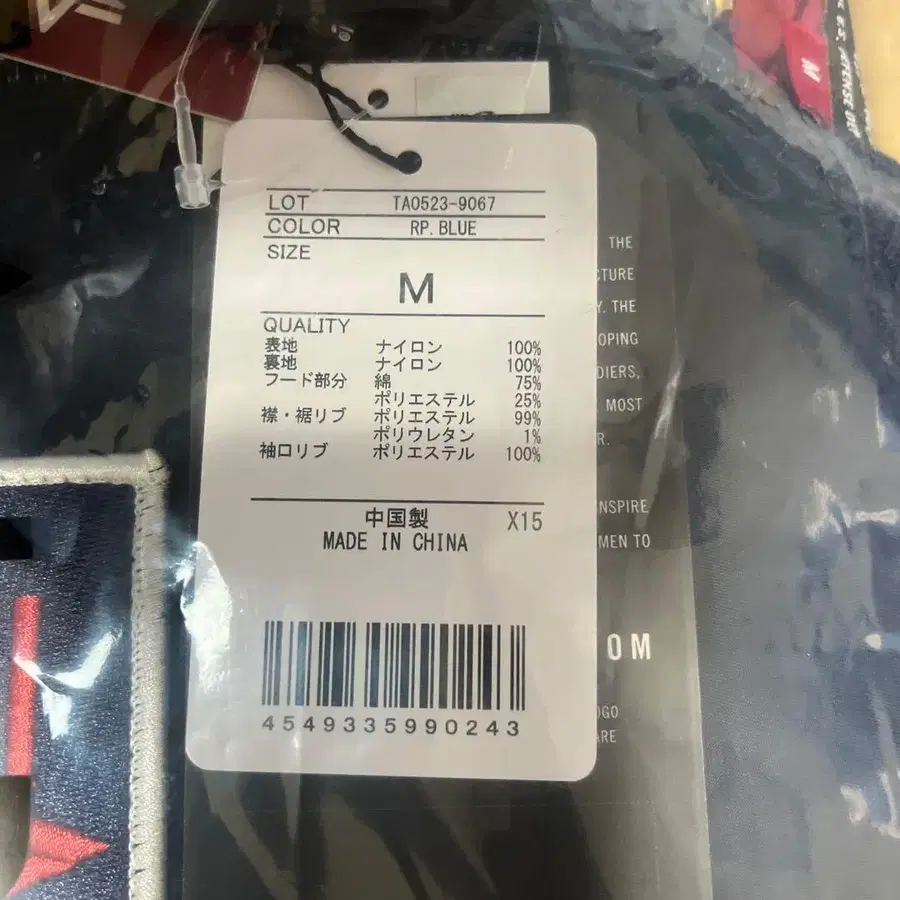 LOT TA0523-9067
COLOR RP.BLUE
SIZE
M
QUALITY
表地 ナイロン 100%
裏地 ナイロン 100%
フード部分 綿 75%
ポリエステル 25%
襟・裾リブ ポリエステル 99%
ポリウレタン 1%
袖口リブ ポリエステル 100%
中国製 X15
MADE IN CHINA
4549335990243
THE
CTURE
Y. THE
OPING
DIERS,
MOST
R.
NSPIRE
MEN TO
OM
OGO
ARE
M